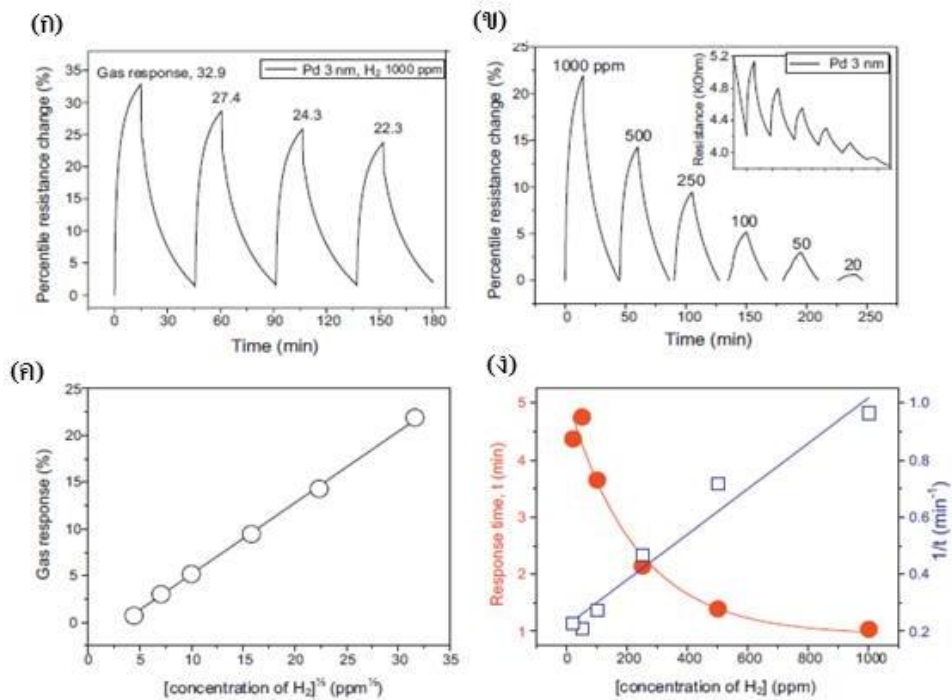 (ก)
Percentile resistance change (%)
35
30
25
20
15
10
5
0
Gas response, 32.9
Pd 3 nm, H2 1000 ppm
27.4
24.3
22.3
0 30 60 90 120 150 180
Time (min)
(ข)
Percentile resistance change (%)
25
20
15
10
5
0
1000 ppm
500
250
100
50
20
Resistance (KOhm)
5.2
4.8
4.4
4.0
Pd 3 nm
0 50 100 150 200 250
Time (min)
(ค)
Gas response (%)
25
20
15
10
5
0
0 5 10 15 20 25 30 35
[concentration of H2]½ (ppm½)
(ง)
Response time, t (min)
5
4
3
2
1
1/t (min-1)
1.0
0.8
0.6
0.4
0.2
0 200 400 600 800 1000
[concentration of H2] (ppm)